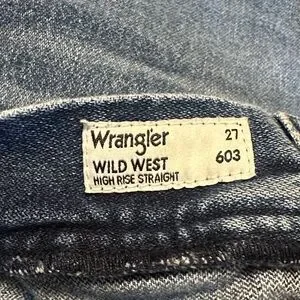 Wrangler 27
WILD WEST 603
HIGH RISE STRAIGHT